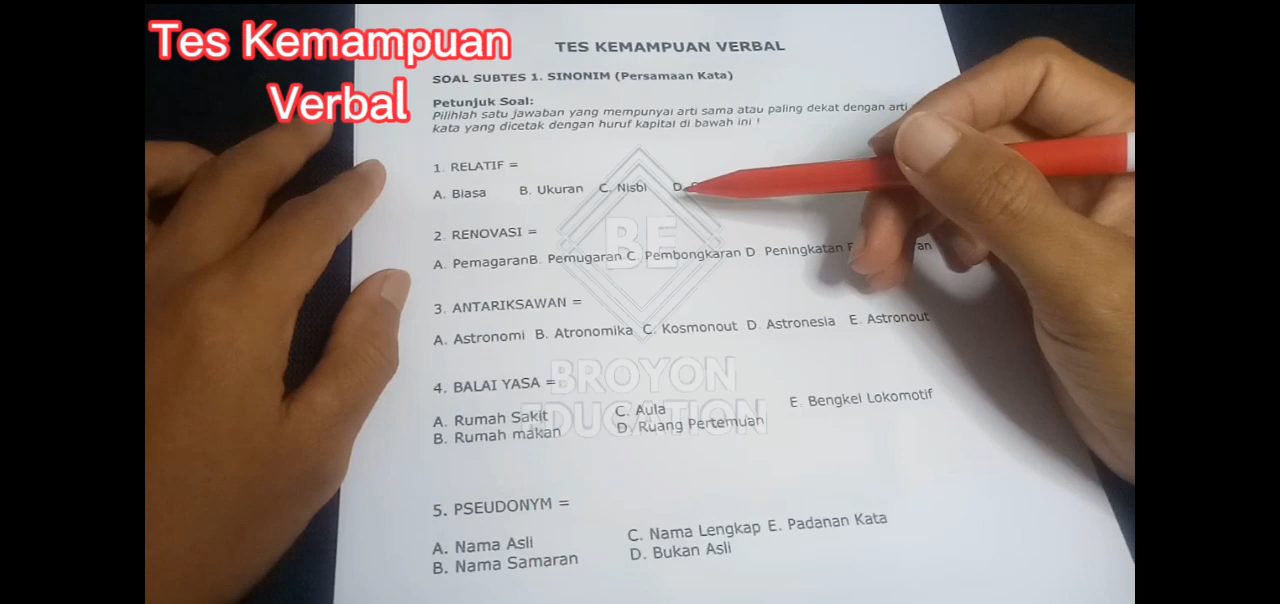 Tes Kemampuan
Verbal
TES KEMAMPUAN VERBAL
SOAL SUBTES 1. SINONIM (Persamaan Kata)
Petunjuk Soal:
Pilihlah satu jawaban yang mempunyai arti sama atau paling dekat dengan arti
kata yang dicetak dengan huruf kapital di bawah ini !
1. RELATIF =
A. Biasa B. Ukuran C. Nisbi D.
2. RENOVASI =
A. PemagaranB. Pemugaran C. Pembongkaran D. Peningkatan
3. ANTARIKSAWAN =
A. Astronomi B. Atronomika C. Kosmonout D. Astronesia E. Astronout
4. BALAI YASA =
A. Rumah Sakit C. Aula E. Bengkel Lokomotif
B. Rumah makan D. Ruang Pertemuan
5. PSEUDONYM =
A. Nama Asli C. Nama Lengkap E. Padanan Kata
B. Nama Samaran D. Bukan Asli
BE
BROYON
EDUCATION